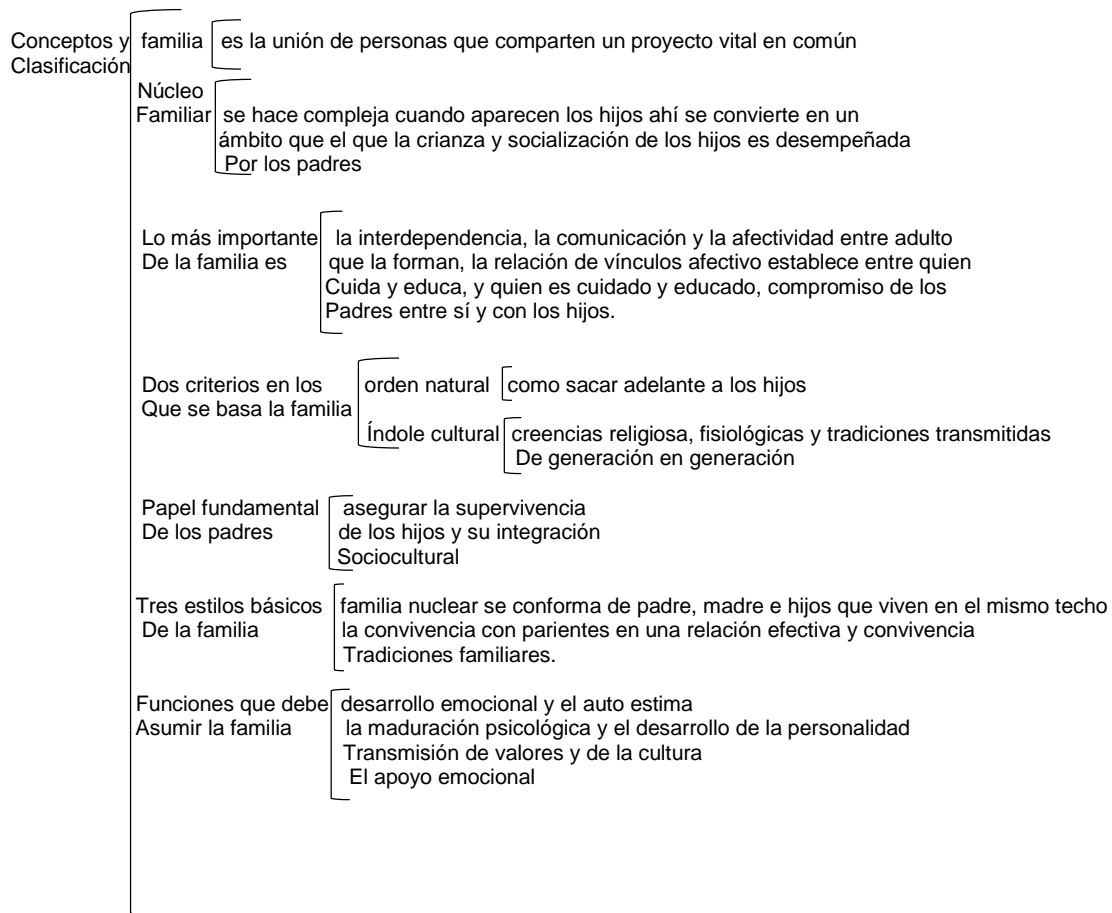 Conceptos y familia es la unión de personas que comparten un proyecto vital en común
Clasificación
Núcleo
Familiar se hace compleja cuando aparecen los hijos ahí se convierte en un
ámbito que el que la crianza y socialización de los hijos es desempeñada
Por los padres
Lo más importante la interdependencia, la comunicación y la afectividad entre adulto
De la familia es que la forman, la relación de vínculos afectivo establece entre quien
Cuida y educa, y quien es cuidado y educado, compromiso de los
Padres entre sí y con los hijos.
Dos criterios en los orden natural como sacar adelante a los hijos
Que se basa la familia
Índole cultural creencias religiosa, fisiológicas y tradiciones transmitidas
De generación en generación
Papel fundamental asegurar la supervivencia
De los padres de los hijos y su integración
Sociocultural
Tres estilos básicos familia nuclear se conforma de padre, madre e hijos que viven en el mismo techo
De la familia la convivencia con parientes en una relación efectiva y convivencia
Tradiciones familiares.
Funciones que debe desarrollo emocional y el auto estima
Asumir la familia la maduración psicológica y el desarrollo de la personalidad
Transmisión de valores y de la cultura
El apoyo emocional